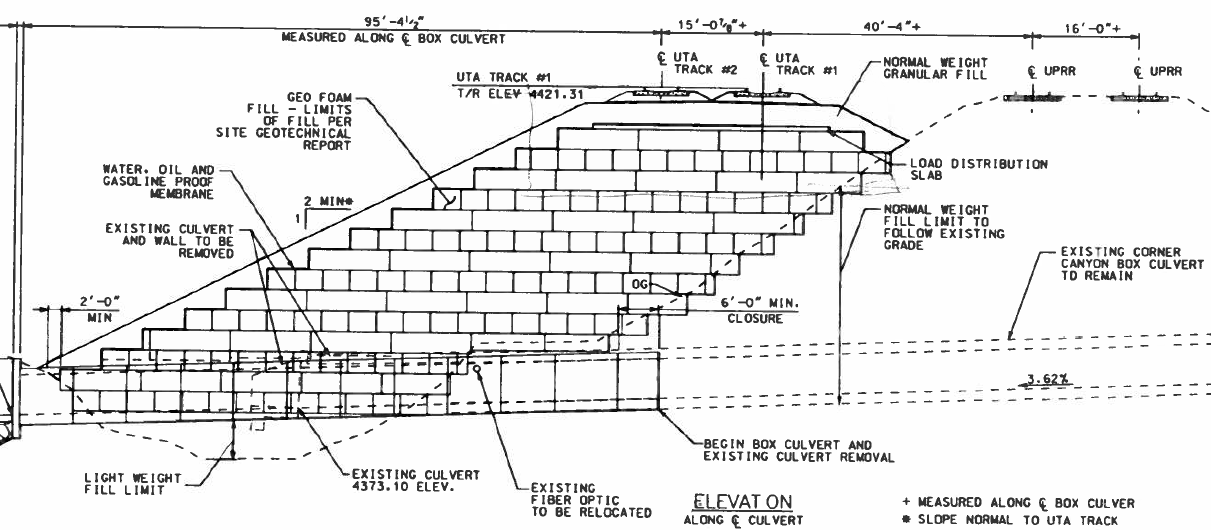 95'-4½"
MEASURED ALONG ℄ BOX CULVERT
15'-0⅞"+
40'-4"+
16'-0"+
℄ UTA
TRACK #2
℄ UTA
TRACK #1
NORMAL WEIGHT
GRANULAR FILL
℄ UPRR
℄ UPRR
UTA TRACK #1
T/R ELEV 4421.31
GEO FOAM
FILL - LIMITS
OF FILL PER
SITE GEOTECHNICAL
REPORT
LOAD DISTRIBUTION
SLAB
WATER. OIL AND
GASOLINE PROOF
MEMBRANE
2 MIN*
1
NORMAL WEIGHT
FILL LIMIT TO
FOLLOW EXISTING
GRADE
EXISTING CULVERT
AND WALL TO BE
REMOVED
EXISTING CORNER
CANYON BOX CULVERT
TO REMAIN
OG
2'-0"
MIN
6'-0" MIN.
CLOSURE
3.62%
BEGIN BOX CULVERT AND
EXISTING CULVERT REMOVAL
LIGHT WEIGHT
FILL LIMIT
EXISTING CULVERT
4373.10 ELEV.
EXISTING
FIBER OPTIC
TO BE RELOCATED
ELEVAT ON
ALONG ℄ CULVERT
+ MEASURED ALONG ℄ BOX CULVER
* SLOPE NORMAL TO UTA TRACK